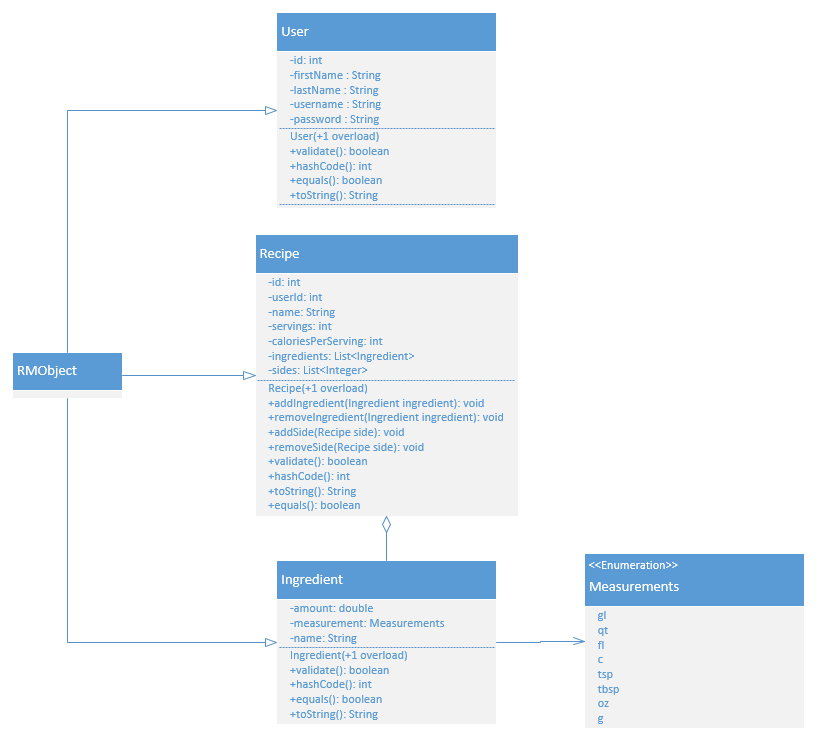 User
-id: int
-firstName : String
-lastName : String
-username : String
-password : String
User(+1 overload)
+validate(): boolean
+hashCode(): int
+equals(): boolean
+toString(): String
Recipe
-id: int
-userId: int
-name: String
-servings: int
-caloriesPerServing: int
-ingredients: List<Ingredient>
-sides: List<Integer>
Recipe(+1 overload)
+addIngredient(Ingredient ingredient): void
+removeIngredient(Ingredient ingredient): void
+addSide(Recipe side): void
+removeSide(Recipe side): void
+validate(): boolean
+hashCode(): int
+toString(): String
+equals(): boolean
RMObject
Ingredient
-amount: double
-measurement: Measurements
-name: String
Ingredient(+1 overload)
+validate(): boolean
+hashCode(): int
+equals(): boolean
+toString(): String
<<Enumeration>>
Measurements
gl
qt
fl
c
tsp
tbsp
oz
g